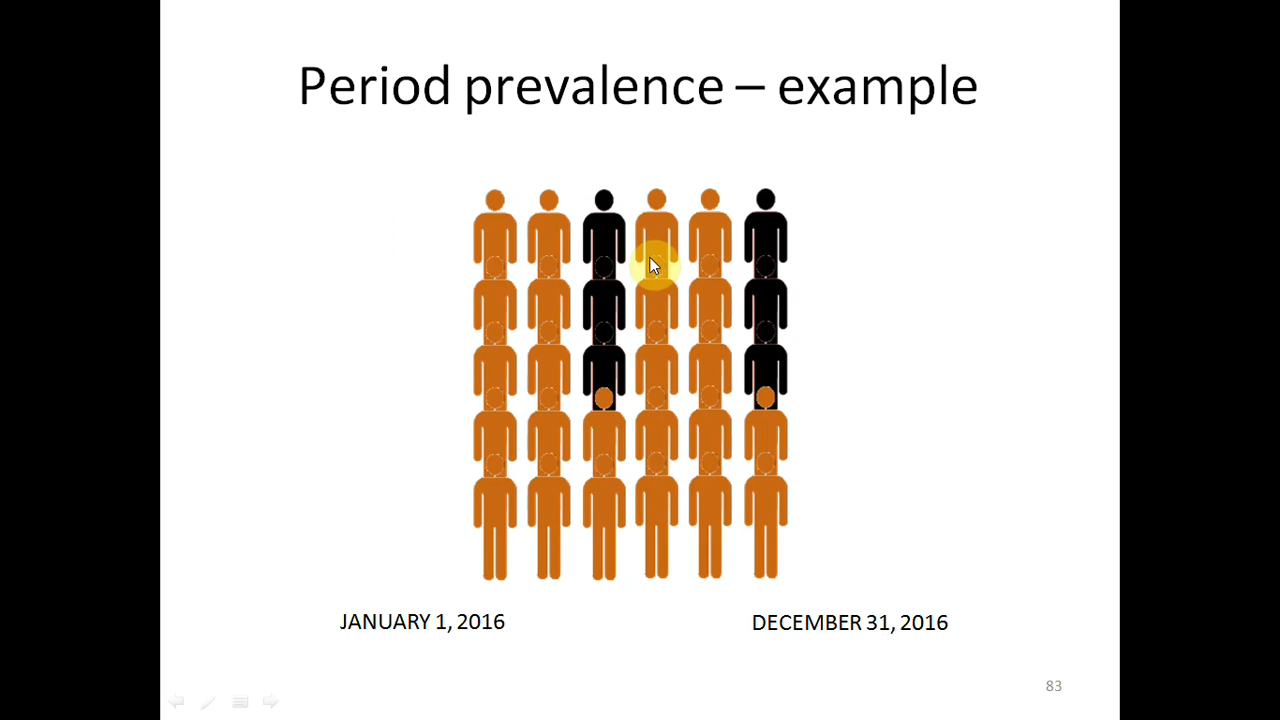 Period prevalence – example
JANUARY 1, 2016
DECEMBER 31, 2016
83